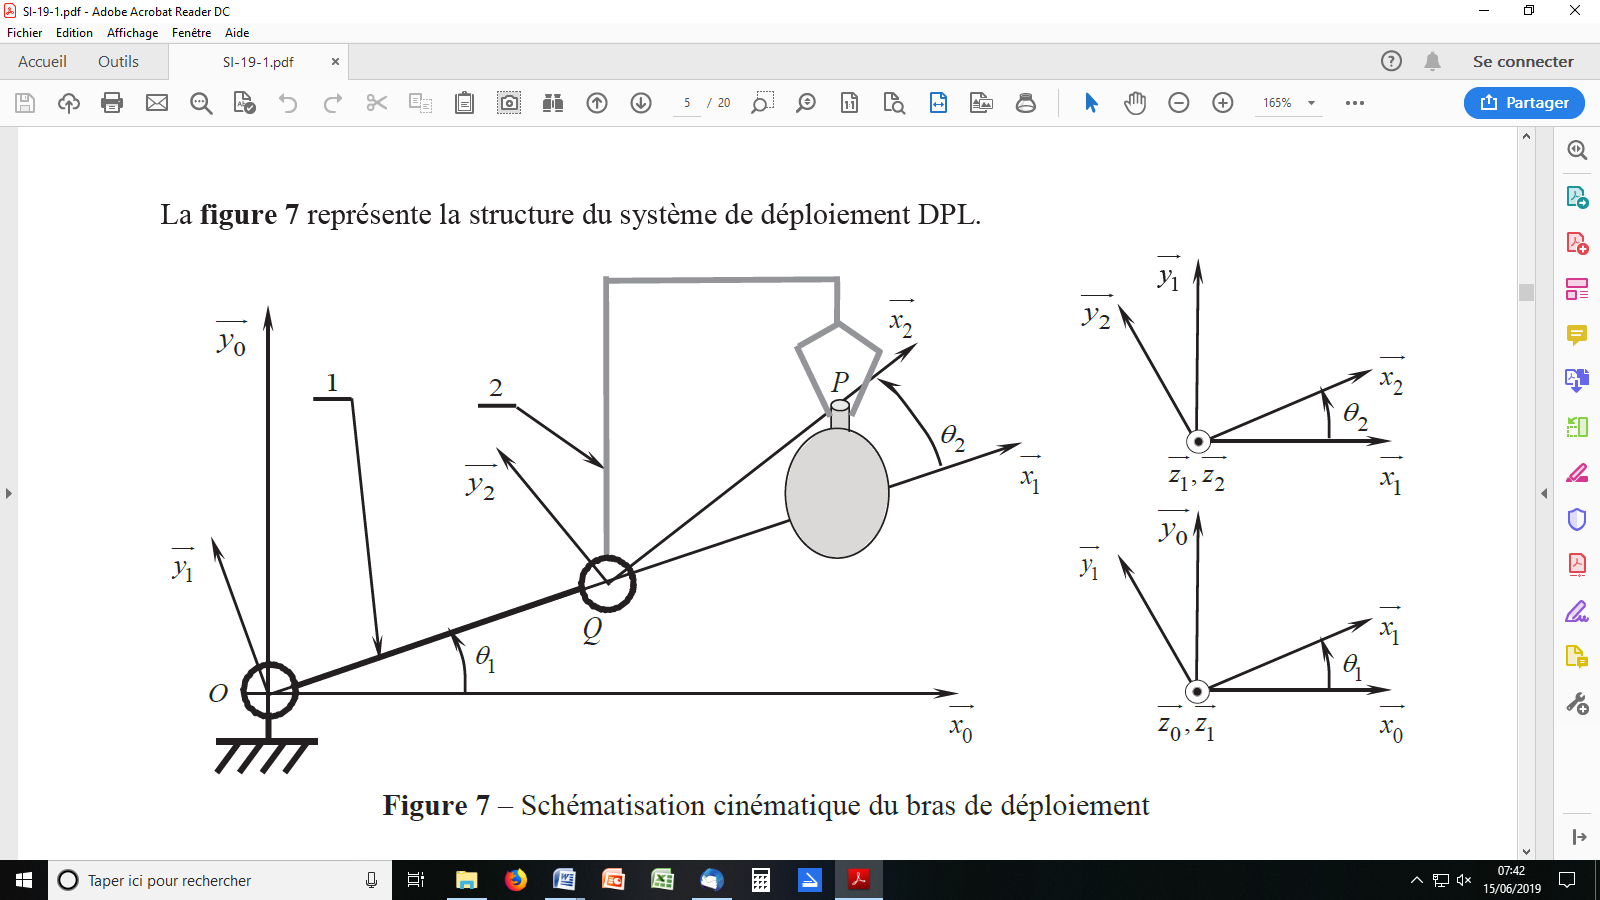 SI-19-1.pdf - Adobe Acrobat Reader DC
Fichier Edition Affichage Fenêtre Aide
Accueil Outils SI-19-1.pdf × Se connecter
5 / 20 165% Partager
La figure 7 représente la structure du système de déploiement DPL.
y1
x2
y2
x2
y0
θ2
1
2
P
θ2
z1, z2
x1
y2
x1
y0
y1
y1
x1
Q
θ1
θ1
O
z0, z1
x0
x0
Figure 7 – Schématisation cinématique du bras de déploiement
Taper ici pour rechercher
07:42
15/06/2019